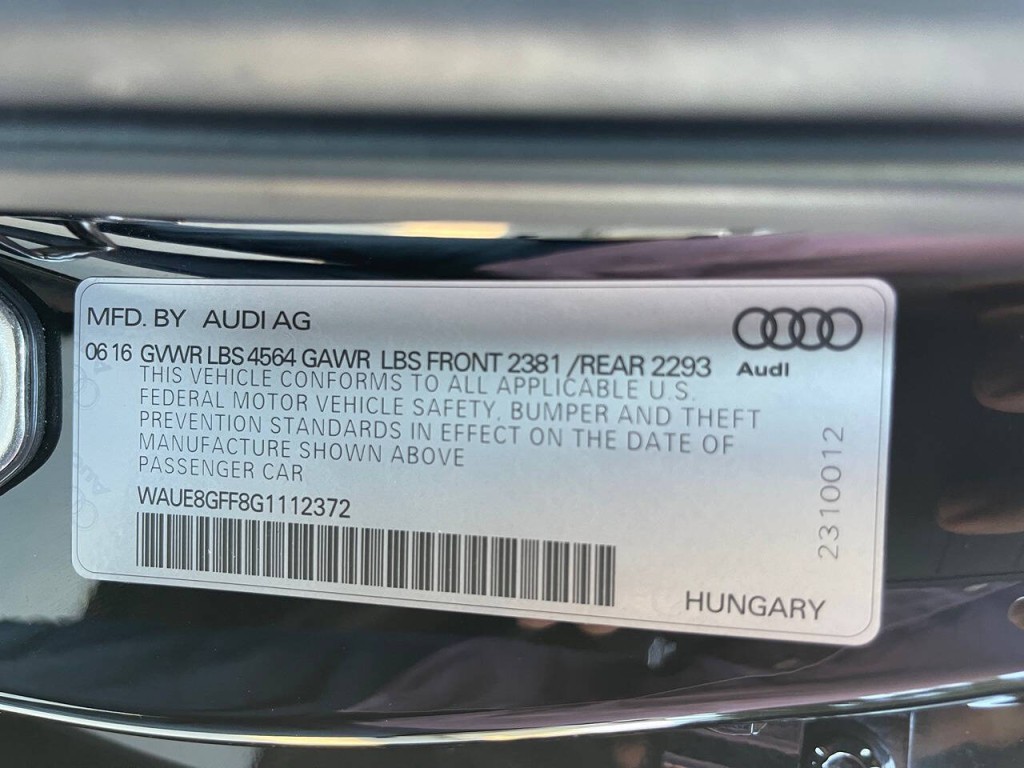 MFD. BY AUDI AG
0616 GVWR LBS 4564 GAWR LBS FRONT 2381 /REAR 2293
THIS VEHICLE CONFORMS TO ALL APPLICABLE U.S.
FEDERAL MOTOR VEHICLE SAFETY, BUMPER AND THEFT
PREVENTION STANDARDS IN EFFECT ON THE DATE OF
MANUFACTURE SHOWN ABOVE
PASSENGER CAR
WAUE8GFF8G1112372
Audi
2310012
HUNGARY